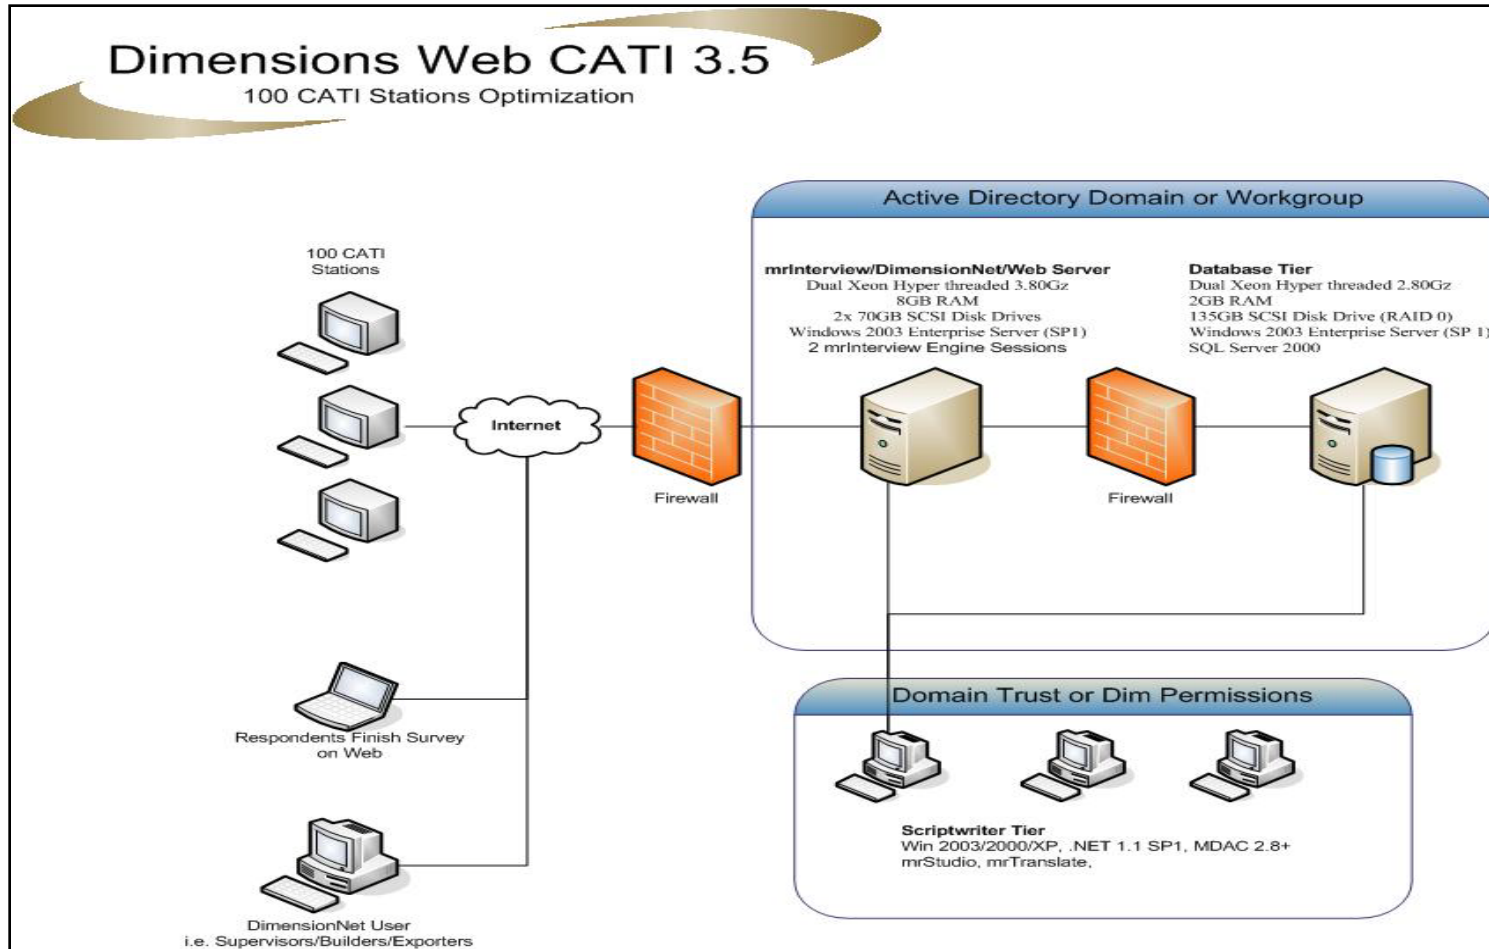 Dimensions Web CATI 3.5
100 CATI Stations Optimization
Active Directory Domain or Workgroup
100 CATI
Stations
mrInterview/DimensionNet/Web Server
Dual Xeon Hyper threaded 3.80Gz
8GB RAM
2x 70GB SCSI Disk Drives
Windows 2003 Enterprise Server (SP1)
2 mrInterview Engine Sessions
Database Tier
Dual Xeon Hyper threaded 2.80Gz
2GB RAM
135GB SCSI Disk Drive (RAID 0)
Windows 2003 Enterprise Server (SP 1)
SQL Server 2000
Internet
Firewall
Firewall
Domain Trust or Dim Permissions
Respondents Finish Survey
on Web
Scriptwriter Tier
Win 2003/2000/XP, .NET 1.1 SP1, MDAC 2.8+
mrStudio, mrTranslate,
DimensionNet User
i.e. Supervisors/Builders/Exporters